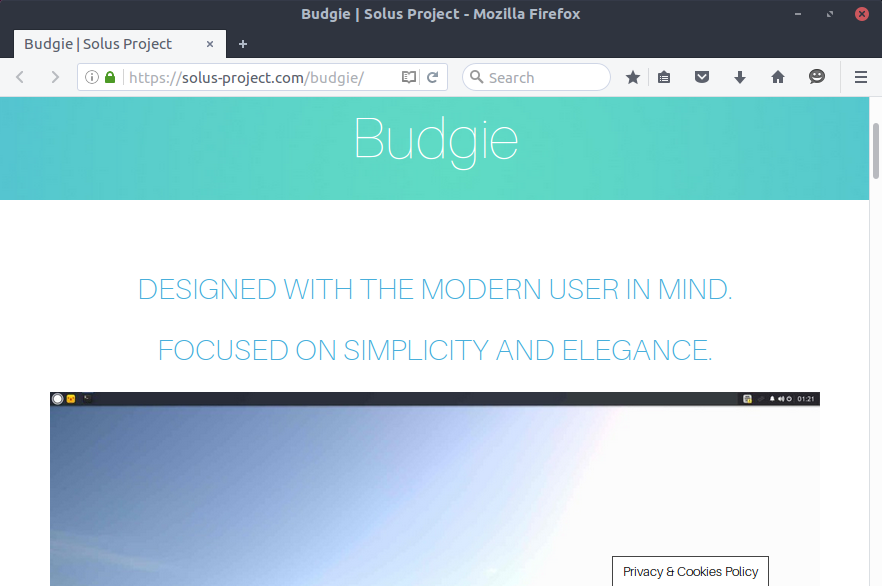 Budgie | Solus Project - Mozilla Firefox
Budgie | Solus Project
https://solus-project.com/budgie/
Search
Budgie
DESIGNED WITH THE MODERN USER IN MIND.
FOCUSED ON SIMPLICITY AND ELEGANCE.
01:21
Privacy & Cookies Policy